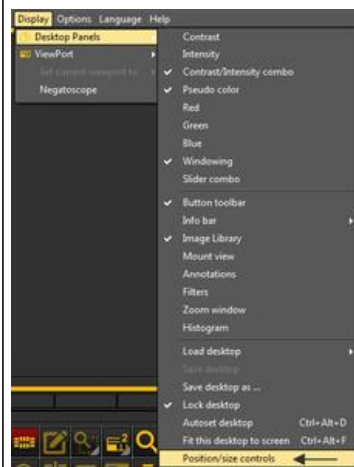 Display Options Language Help
Desktop Panels
ViewPort
Set current viewport to
Negatoscope
Contrast
Intensity
Contrast/Intensity combo
Pseudo color
Red
Green
Blue
Windowing
Slider combo
Button toolbar
Info bar
Image Library
Mount view
Annotations
Filters
Zoom window
Histogram
Load desktop
Save desktop
Save desktop as ...
Lock desktop
Autoset desktop Ctrl+Alt+D
Fit this desktop to screen Ctrl+Alt+F
Position/size controls